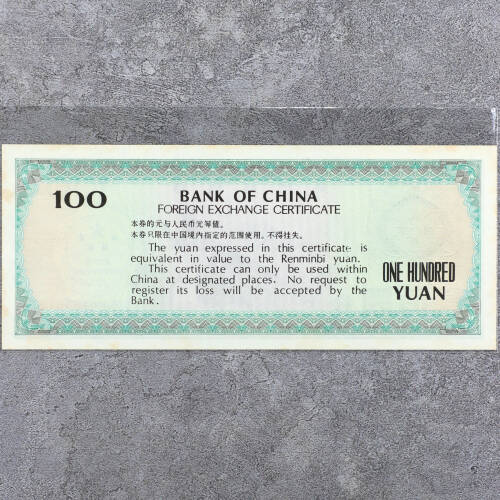 100
BANK OF CHINA
FOREIGN EXCHANGE CERTIFICATE
本券的元与人民币元等值。
本券只限在中国境内指定的范围使用,不得挂失。
The yuan expressed in this certificate is
equivalent in value to the Renminbi yuan.
This certificate can only be used within
China at designated places. No request to
register its loss will be accepted by the
Bank.
ONE HUNDRED
YUAN